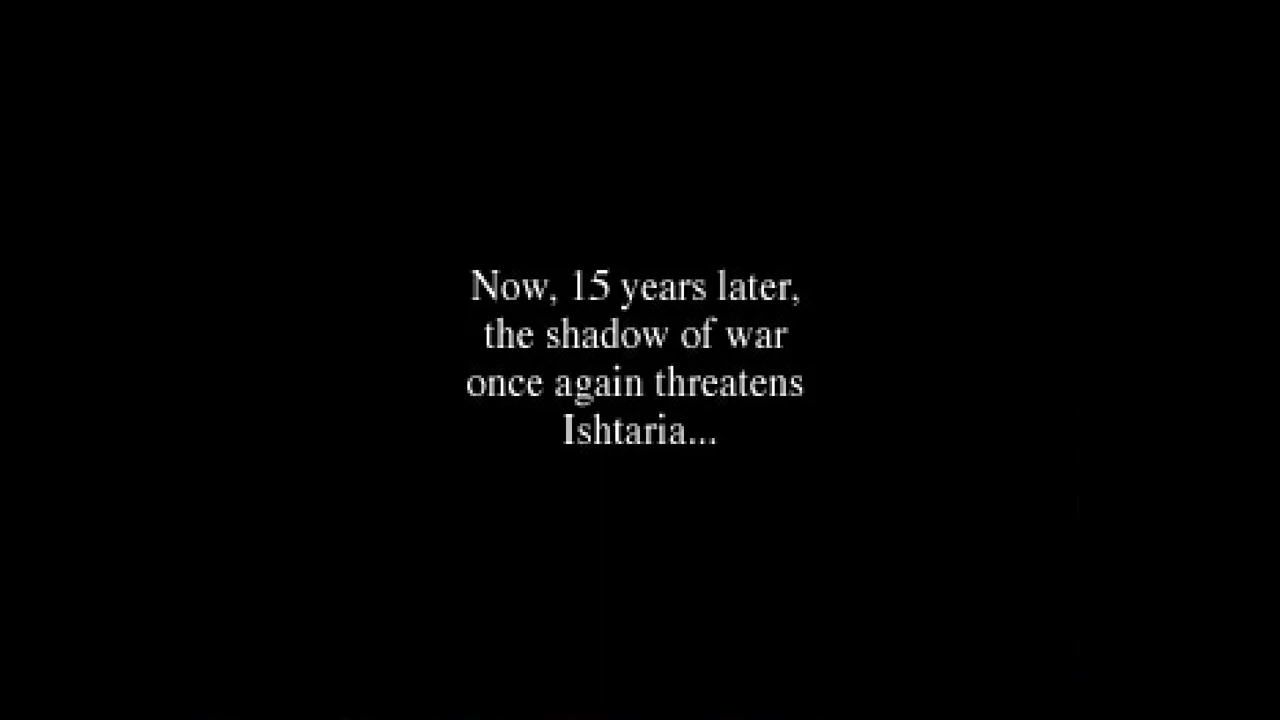 Now, 15 years later,
the shadow of war
once again threatens
Ishtaria...